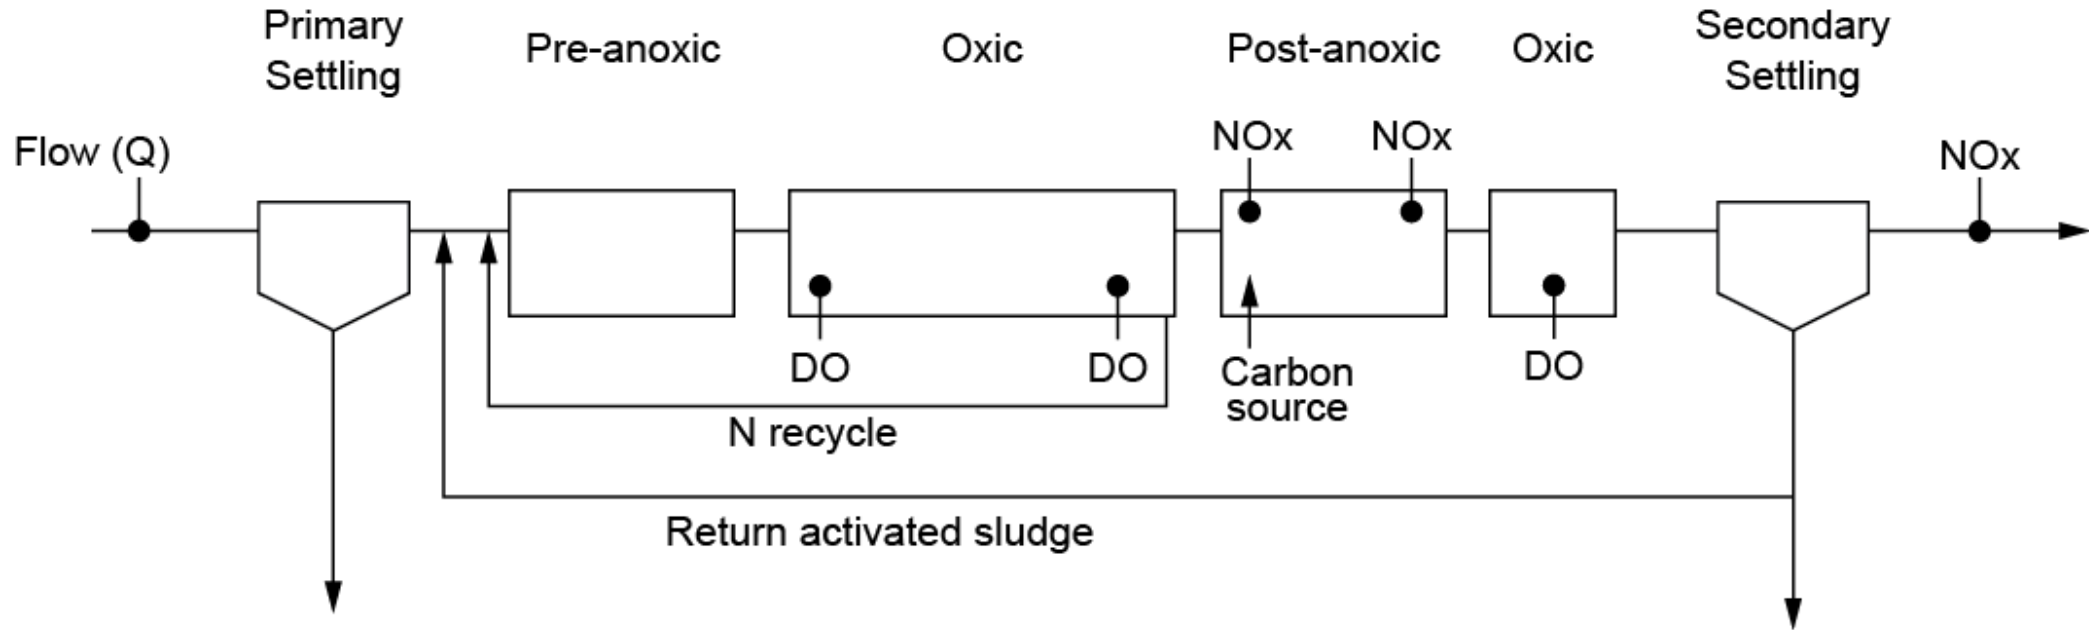 Primary
Settling
Pre-anoxic
Oxic
Post-anoxic
Oxic
Secondary
Settling
Flow (Q)
NOx
NOx
NOx
DO
DO
Carbon
source
DO
N recycle
Return activated sludge